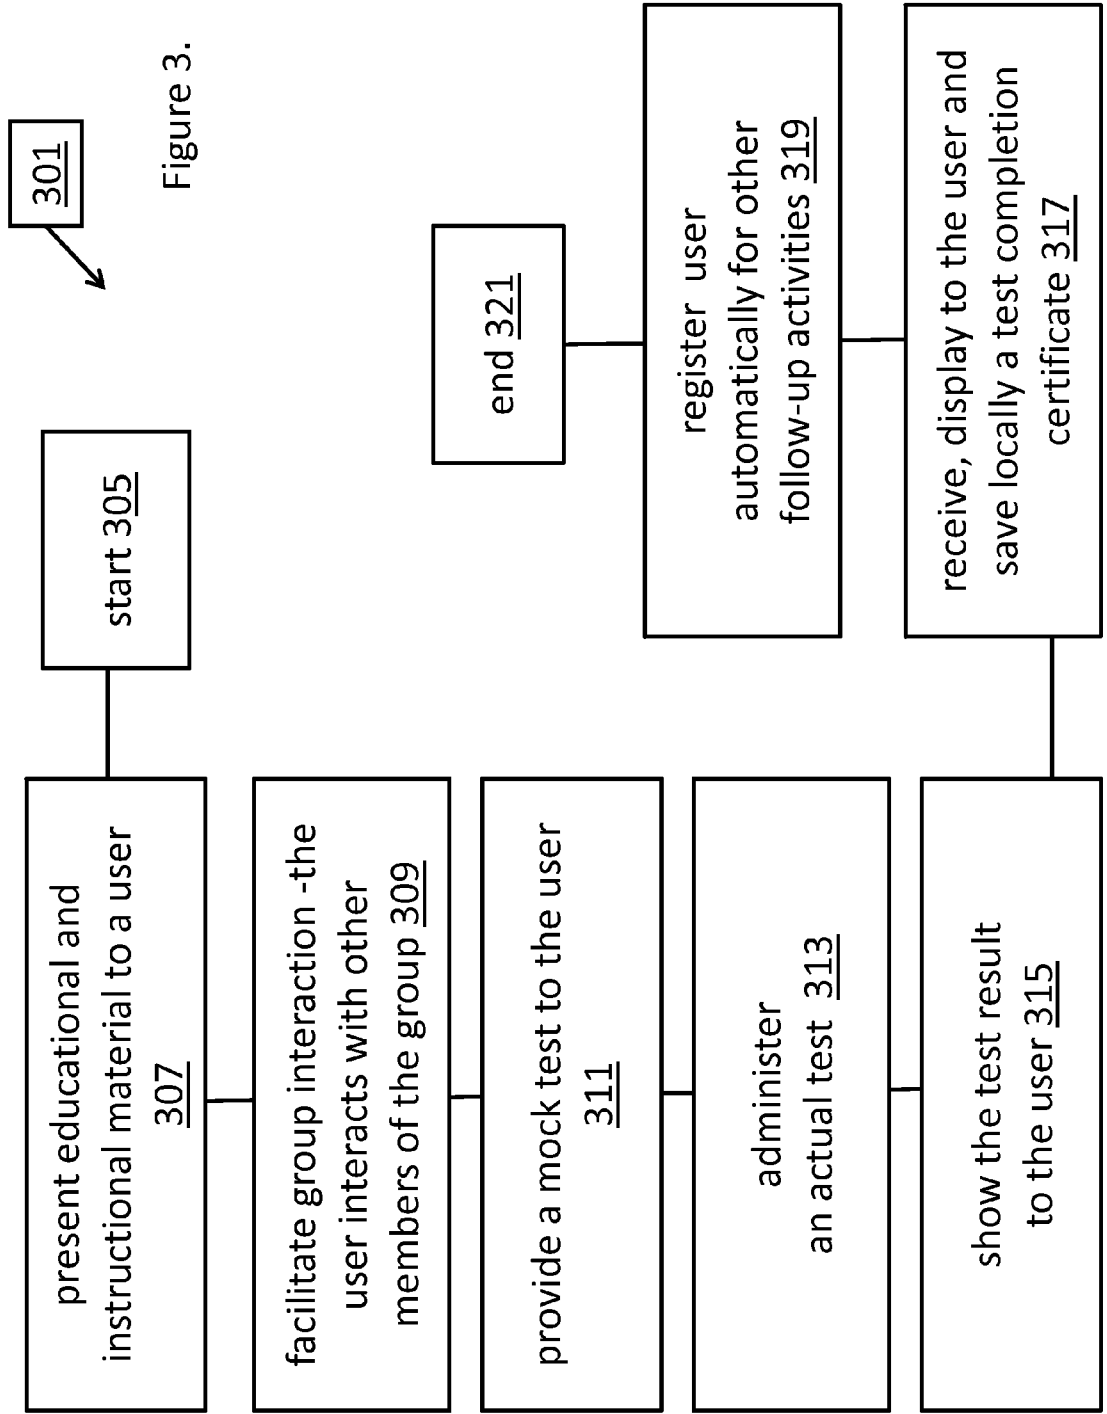 301
Figure 3.
start 305
present educational and
instructional material to a user
307
facilitate group interaction -the
user interacts with other
members of the group 309
provide a mock test to the user
311
administer
an actual test 313
show the test result
to the user 315
receive, display to the user and
save locally a test completion
certificate 317
register user
automatically for other
follow-up activities 319
end 321